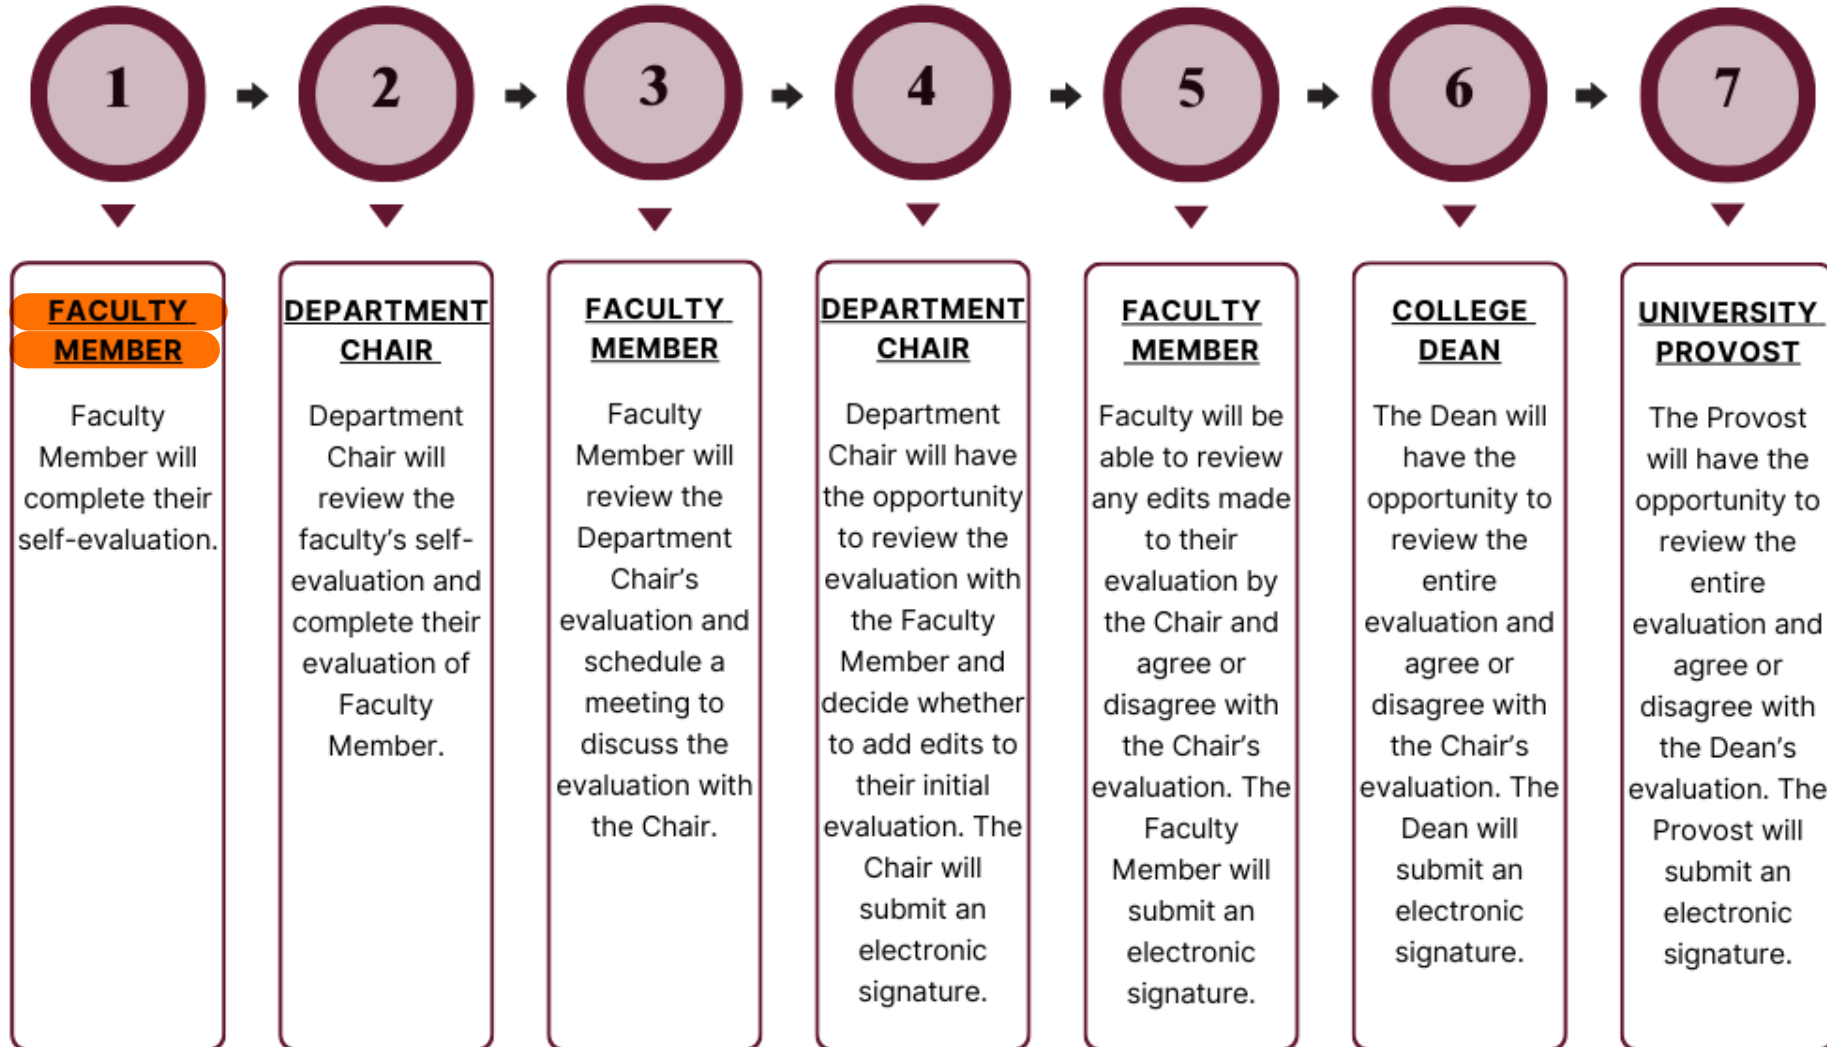 1
2
3
4
5
6
7
FACULTY
MEMBER
Faculty
Member will
complete their
self-evaluation.
DEPARTMENT
CHAIR
Department
Chair will
review the
faculty's self-
evaluation and
complete their
evaluation of
Faculty
Member.
FACULTY
MEMBER
Faculty
Member will
review the
Department
Chair's
evaluation and
schedule a
meeting to
discuss the
evaluation with
the Chair.
DEPARTMENT
CHAIR
Department
Chair will have
the opportunity
to review the
evaluation with
the Faculty
Member and
decide whether
to add edits to
their initial
evaluation. The
Chair will
submit an
electronic
signature.
FACULTY
MEMBER
Faculty will be
able to review
any edits made
to their
evaluation by
the Chair and
agree or
disagree with
the Chair's
evaluation. The
Faculty
Member will
submit an
electronic
signature.
COLLEGE
DEAN
The Dean will
have the
opportunity to
review the
entire
evaluation and
agree or
disagree with
the Chair's
evaluation. The
Dean will
submit an
electronic
signature.
UNIVERSITY
PROVOST
The Provost
will have the
opportunity to
review the
entire
evaluation and
agree or
disagree with
the Dean's
evaluation. The
Provost will
submit an
electronic
signature.